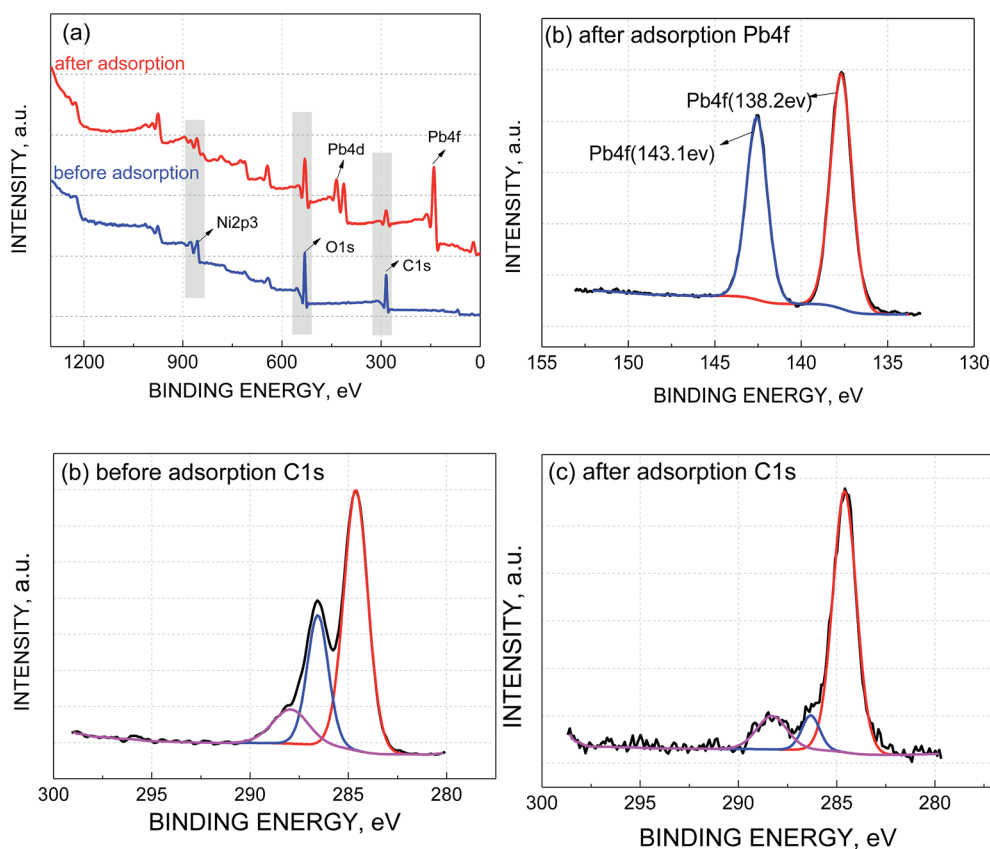 (a)
after adsorption
before adsorption
Ni2p3
O1s
Pb4d
C1s
Pb4f
INTENSITY, a.u.
1200 900 600 300 0
BINDING ENERGY, eV
(b) after adsorption Pb4f
Pb4f(138.2ev)
Pb4f(143.1ev)
INTENSITY, a.u.
155 150 145 140 135 130
BINDING ENERGY, eV
(b) before adsorption C1s
INTENSITY, a.u.
300 295 290 285 280
BINDING ENERGY, eV
(c) after adsorption C1s
INTENSITY, a.u.
300 295 290 285 280
BINDING ENERGY, eV